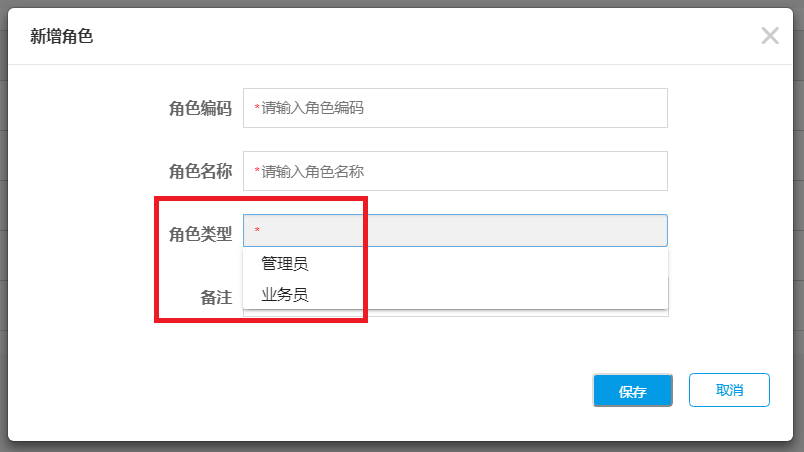 新增角色
角色编码 *请输入角色编码
角色名称 *请输入角色名称
角色类型 *
管理员
业务员
备注
保存 取消